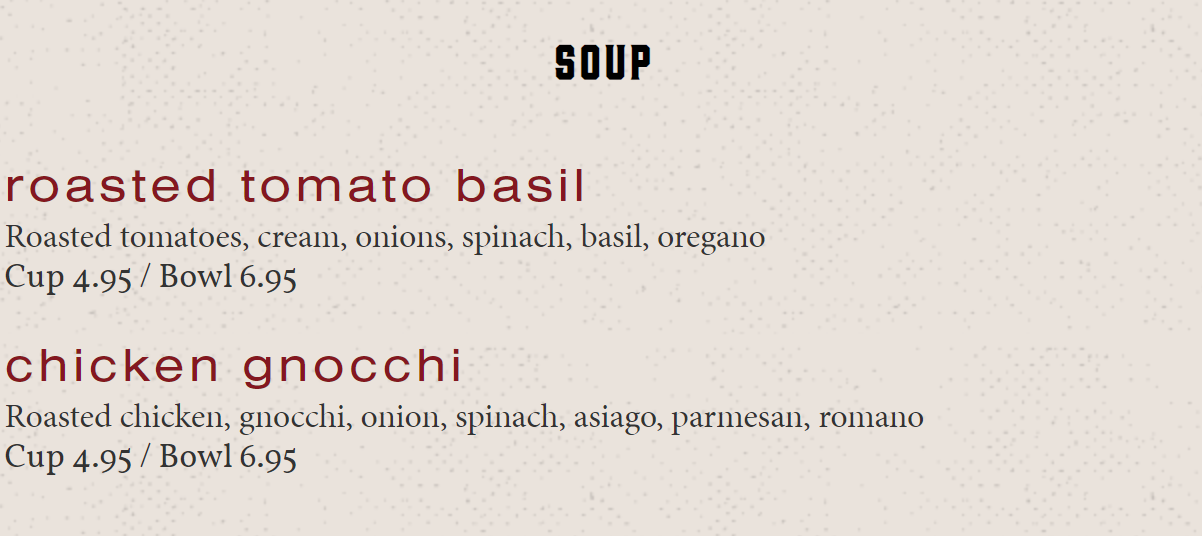 SOUP
roasted tomato basil
Roasted tomatoes, cream, onions, spinach, basil, oregano
Cup 4.95 / Bowl 6.95
chicken gnocchi
Roasted chicken, gnocchi, onion, spinach, asiago, parmesan, romano
Cup 4.95 / Bowl 6.95